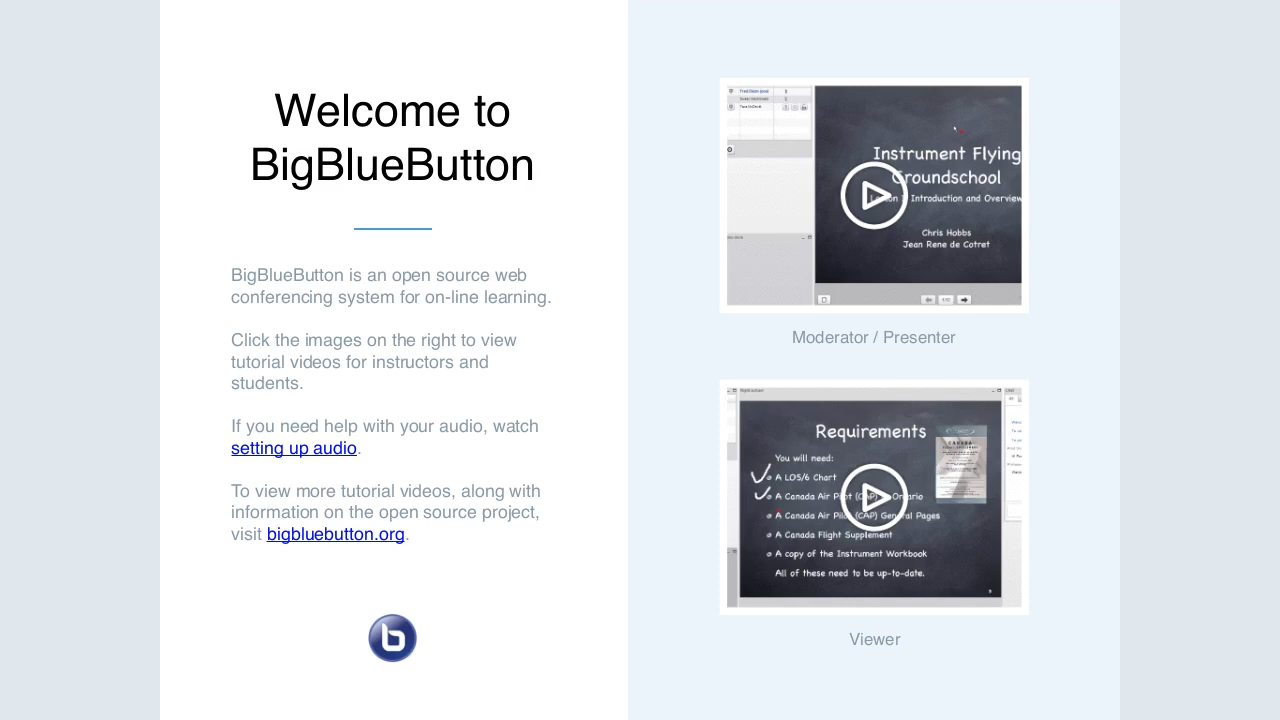 Welcome to
BigBlueButton
BigBlueButton is an open source web
conferencing system for on-line learning.
Click the images on the right to view
tutorial videos for instructors and
students.
If you need help with your audio, watch
setting up audio.
To view more tutorial videos, along with
information on the open source project,
visit bigbluebutton.org.
Instrument Flying
Groundschool
Introduction and Overview
Chris Hobbs
Jean Rene de Cotret
Moderator / Presenter
Requirements
You will need:
A LO5/6 Chart
A Canada Air Pilot (CAP) - Ontario
A Canada Air Pilot (CAP) General Pages
A Canada Flight Supplement
A copy of the Instrument Workbook
All of these need to be up-to-date.
Viewer